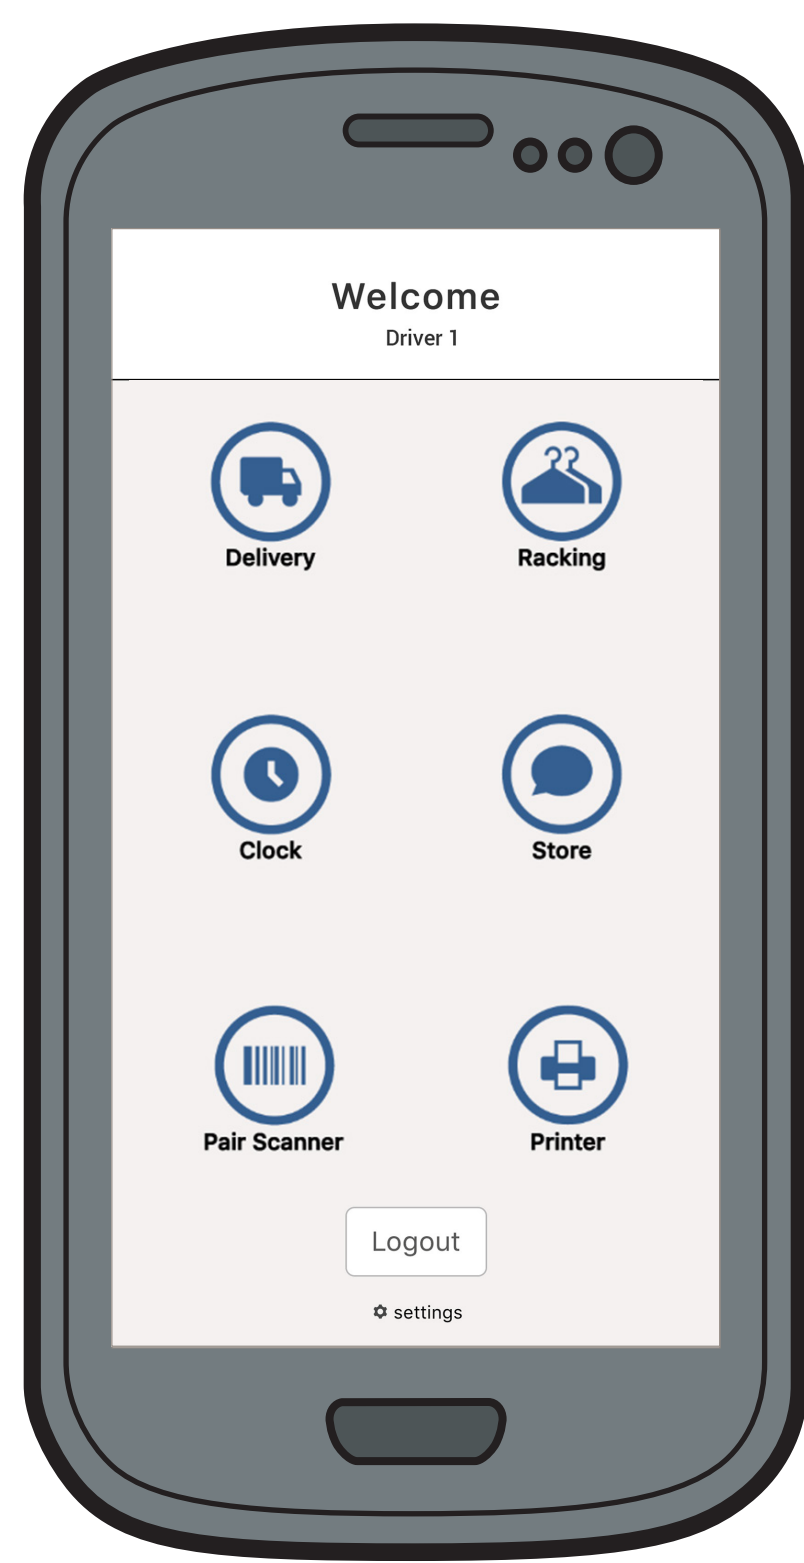 Welcome
Driver 1
Delivery
Racking
Clock
Store
Pair Scanner
Printer
Logout
settings